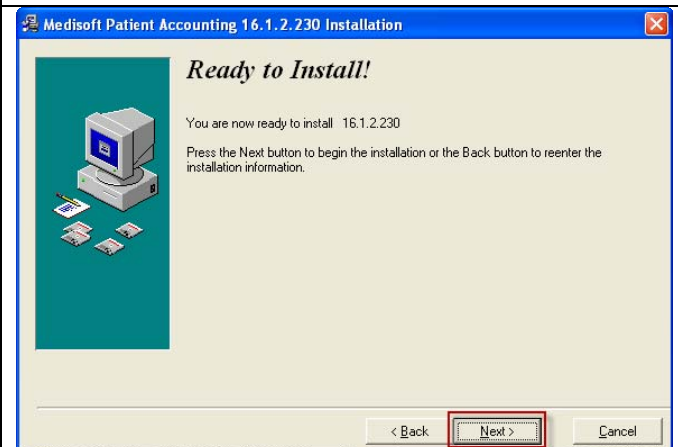 Medisoft Patient Accounting 16.1.2.230 Installation
Ready to Install!
You are now ready to install 16.1.2.230
Press the Next button to begin the installation or the Back button to reenter the
installation information.
< Back Next > Cancel